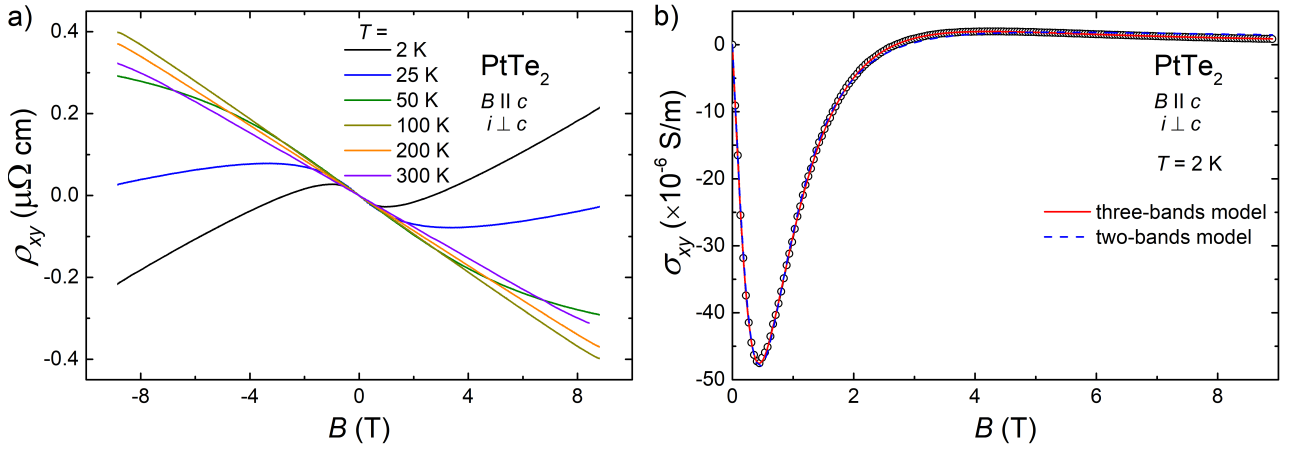 a)
T =
2 K
25 K
50 K
100 K
200 K
300 K
PtTe2
B || c
i ⊥ c
0.4
0.2
0.0
-0.2
-0.4
ρxy (μΩ cm)
-8
-4
0
4
8
B (T)
b)
PtTe2
B || c
i ⊥ c
T = 2 K
three-bands model
two-bands model
0
-10
-20
-30
-40
-50
σxy (×10^-6 S/m)
0
2
4
6
8
B (T)